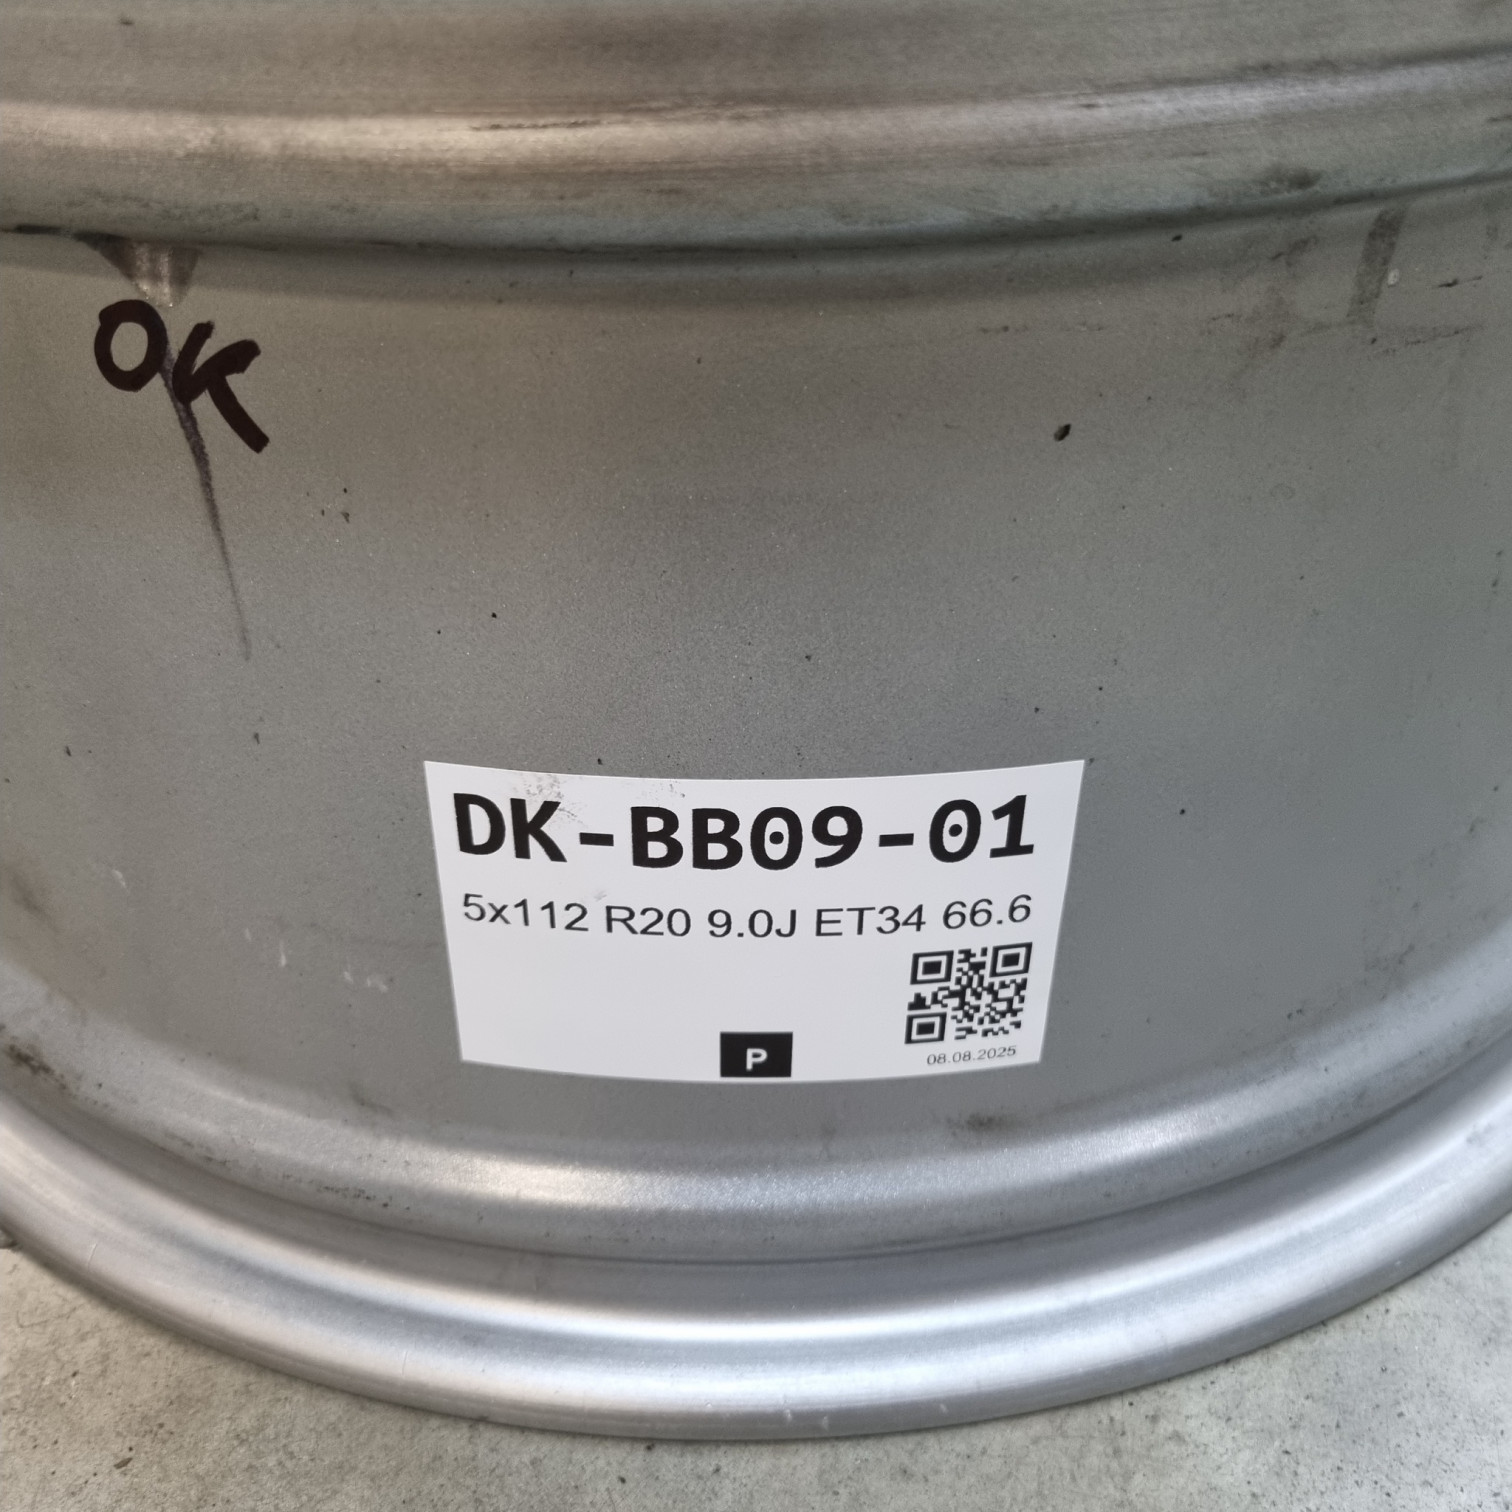 OK
DK-BB09-01
5x112 R20 9.0J ET34 66.6
P
08.08.2025